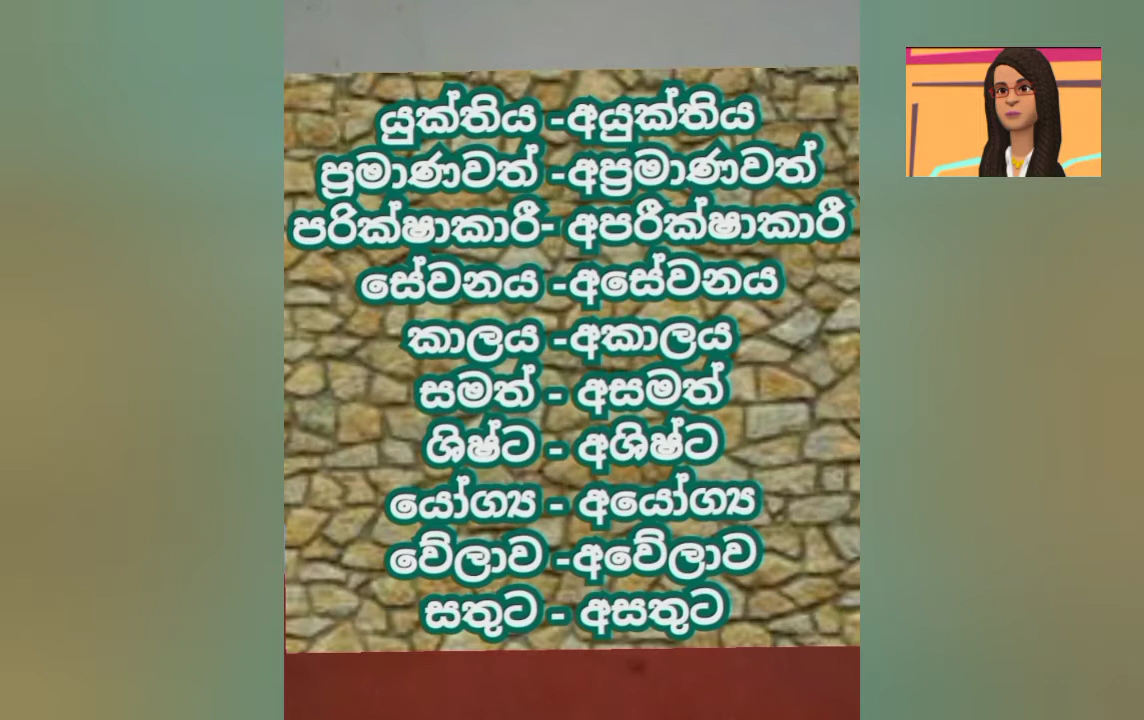 යුක්තිය -අයුක්තිය
ප්‍රමාණවත් -අප්‍රමාණවත්
පරික්ෂාකාරී- අපරීක්ෂාකාරී
සේවනය -අසේවනය
කාලය -අකාලය
සමත් - අසමත්
ශිෂ්ට - අශිෂ්ට
යෝග්‍ය - අයෝග්‍ය
වේලාව -අවේලාව
සතුට - අසතුට